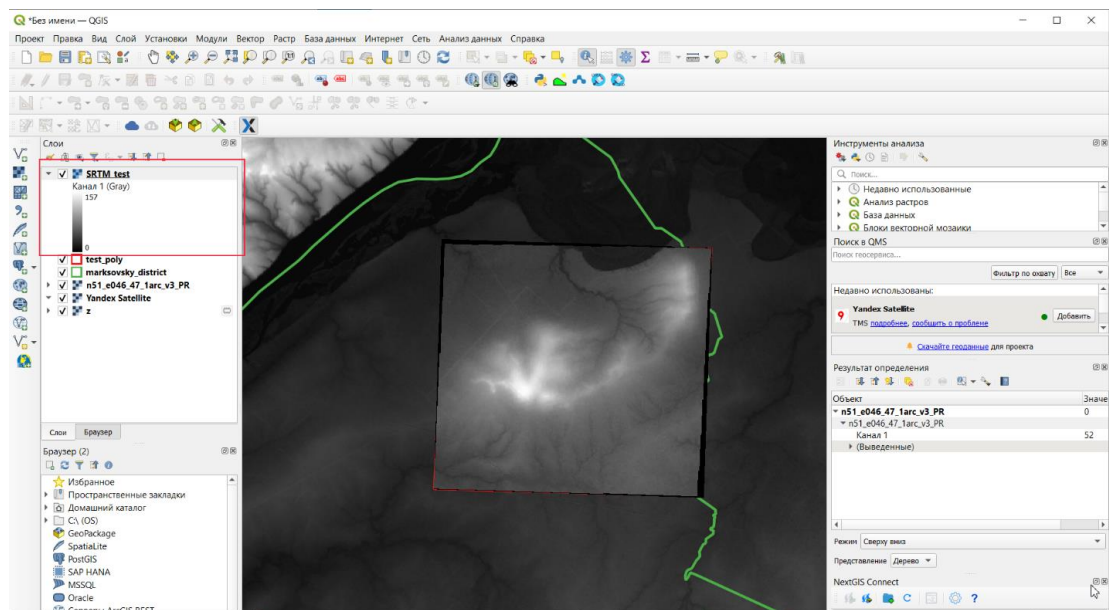 *Без имени — QGIS
Проект Правка Вид Слой Установки Модули Вектор Растр База данных Интернет Сеть Анализ данных Справка
Слои
SRTM_test
Канал 1 (Gray)
157
0
test_poly
marksovsky_district
n51_e046_47_1arc_v3_PR
Yandex Satellite
z
Слои Браузер
Браузер (2)
Избранное
Пространственные закладки
Домашний каталог
C:\ (OS)
GeoPackage
SpatiaLite
PostGIS
SAP HANA
MSSQL
Oracle
Инструменты анализа
Поиск...
Недавно использованные
Анализ растров
База данных
Блоки векторной мозаики
Поиск в QMS
Поиск геосервиса...
Фильтр по охвату Все
Недавно использованы:
Yandex Satellite
TMS подробнее, сообщить о проблеме
Добавить
Скачайте геоданные для проекта
Результат определения
Объект Значе
n51_e046_47_1arc_v3_PR 0
n51_e046_47_1arc_v3_PR
Канал 1 52
(Выведенные)
Режим Сверху вниз
Представление Дерево
NextGIS Connect